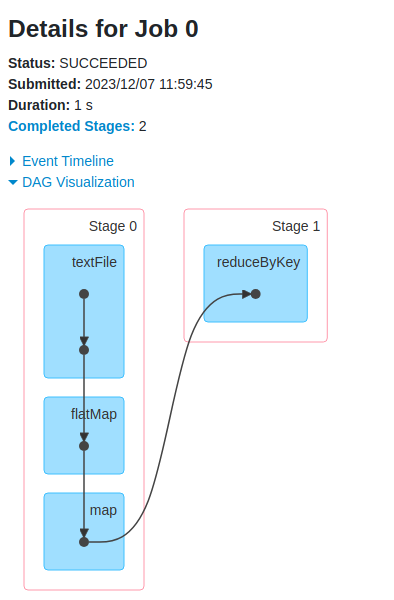 Details for Job 0
Status: SUCCEEDED
Submitted: 2023/12/07 11:59:45
Duration: 1 s
Completed Stages: 2
Event Timeline
DAG Visualization
Stage 0
textFile
flatMap
map
Stage 1
reduceByKey